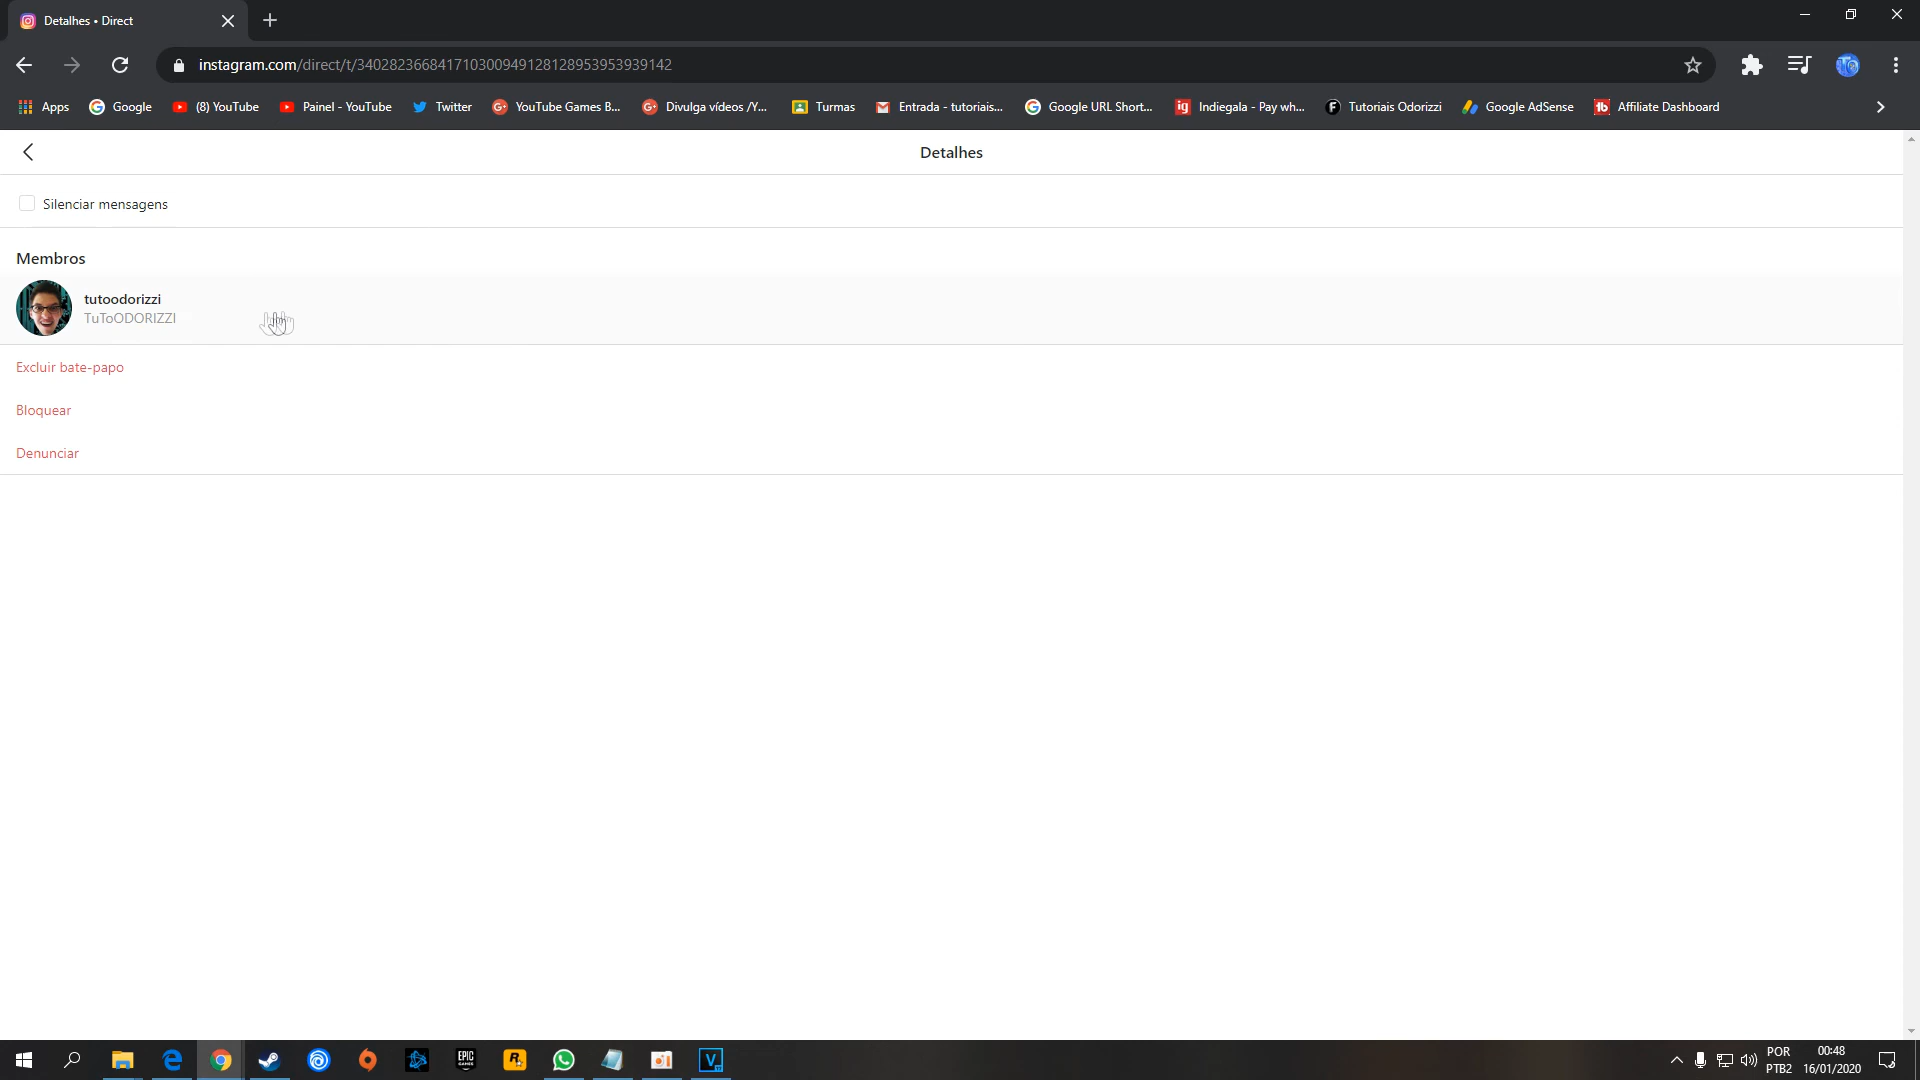 Detalhes • Direct
instagram.com/direct/t/340282366841710300949128128953953939142
Apps Google (8) YouTube Painel - YouTube Twitter YouTube Games B... Divulga vídeos /Y... Turmas Entrada - tutoriais... Google URL Short... Indiegala - Pay wh... Tutoriais Odorizzi Google AdSense Affiliate Dashboard
Detalhes
Silenciar mensagens
Membros
tutoodorizzi
TuToODORIZZI
Excluir bate-papo
Bloquear
Denunciar
POR 00:48
PTB2 16/01/2020